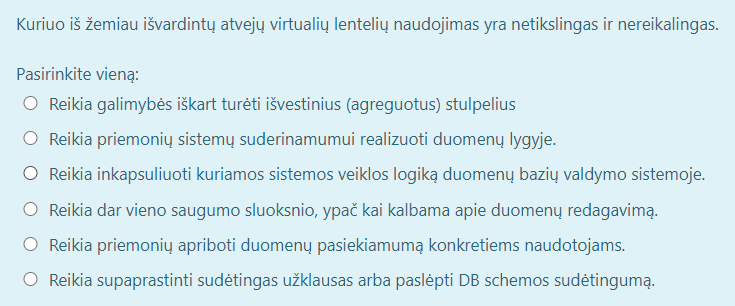 Kuriuo iš žemiau išvardintų atvejų virtualių lentelių naudojimas yra netikslingas ir nereikalingas.
Pasirinkite vieną:
Reikia galimybės iškart turėti išvestinius (agreguotus) stulpelius
Reikia priemonių sistemų suderinamumui realizuoti duomenų lygyje.
Reikia inkapsuliuoti kuriamos sistemos veiklos logiką duomenų bazių valdymo sistemoje.
Reikia dar vieno saugumo sluoksnio, ypač kai kalbama apie duomenų redagavimą.
Reikia priemonių apriboti duomenų pasiekiamumą konkretiems naudotojams.
Reikia supaprastinti sudėtingas užklausas arba paslėpti DB schemos sudėtingumą.